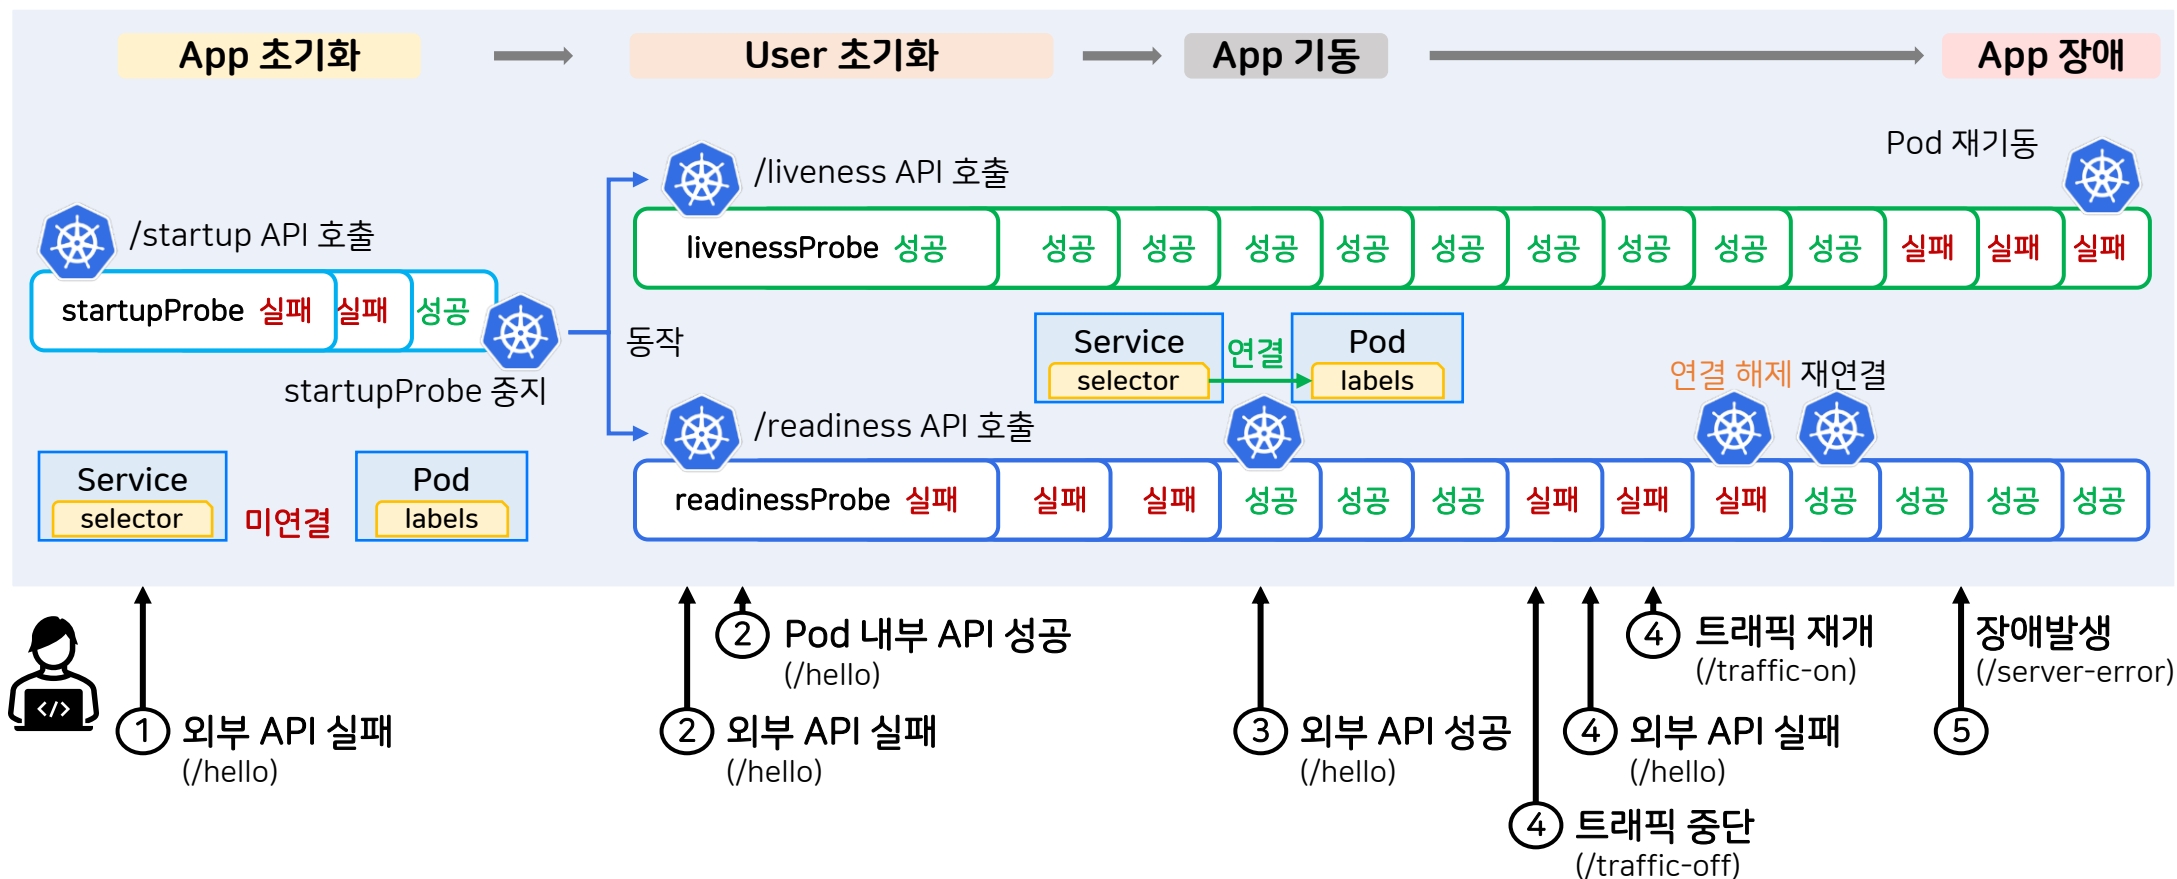 App 초기화
User 초기화
App 기동
App 장애
Pod 재기동
/liveness API 호출
/startup API 호출
livenessProbe 성공 성공 성공 성공 성공 성공 성공 성공 성공 성공 실패 실패 실패
startupProbe 실패 실패 성공
동작
startupProbe 중지
Service
selector
연결
Pod
labels
연결 해제 재연결
/readiness API 호출
readinessProbe 실패 실패 실패 성공 성공 성공 실패 실패 실패 성공 성공 성공 성공
Service
selector
미연결
Pod
labels
② Pod 내부 API 성공
(/hello)
④ 트래픽 재개
(/traffic-on)
장애발생
(/server-error)
</>
① 외부 API 실패
(/hello)
② 외부 API 실패
(/hello)
③ 외부 API 성공
(/hello)
④ 외부 API 실패
(/hello)
⑤
④ 트래픽 중단
(/traffic-off)